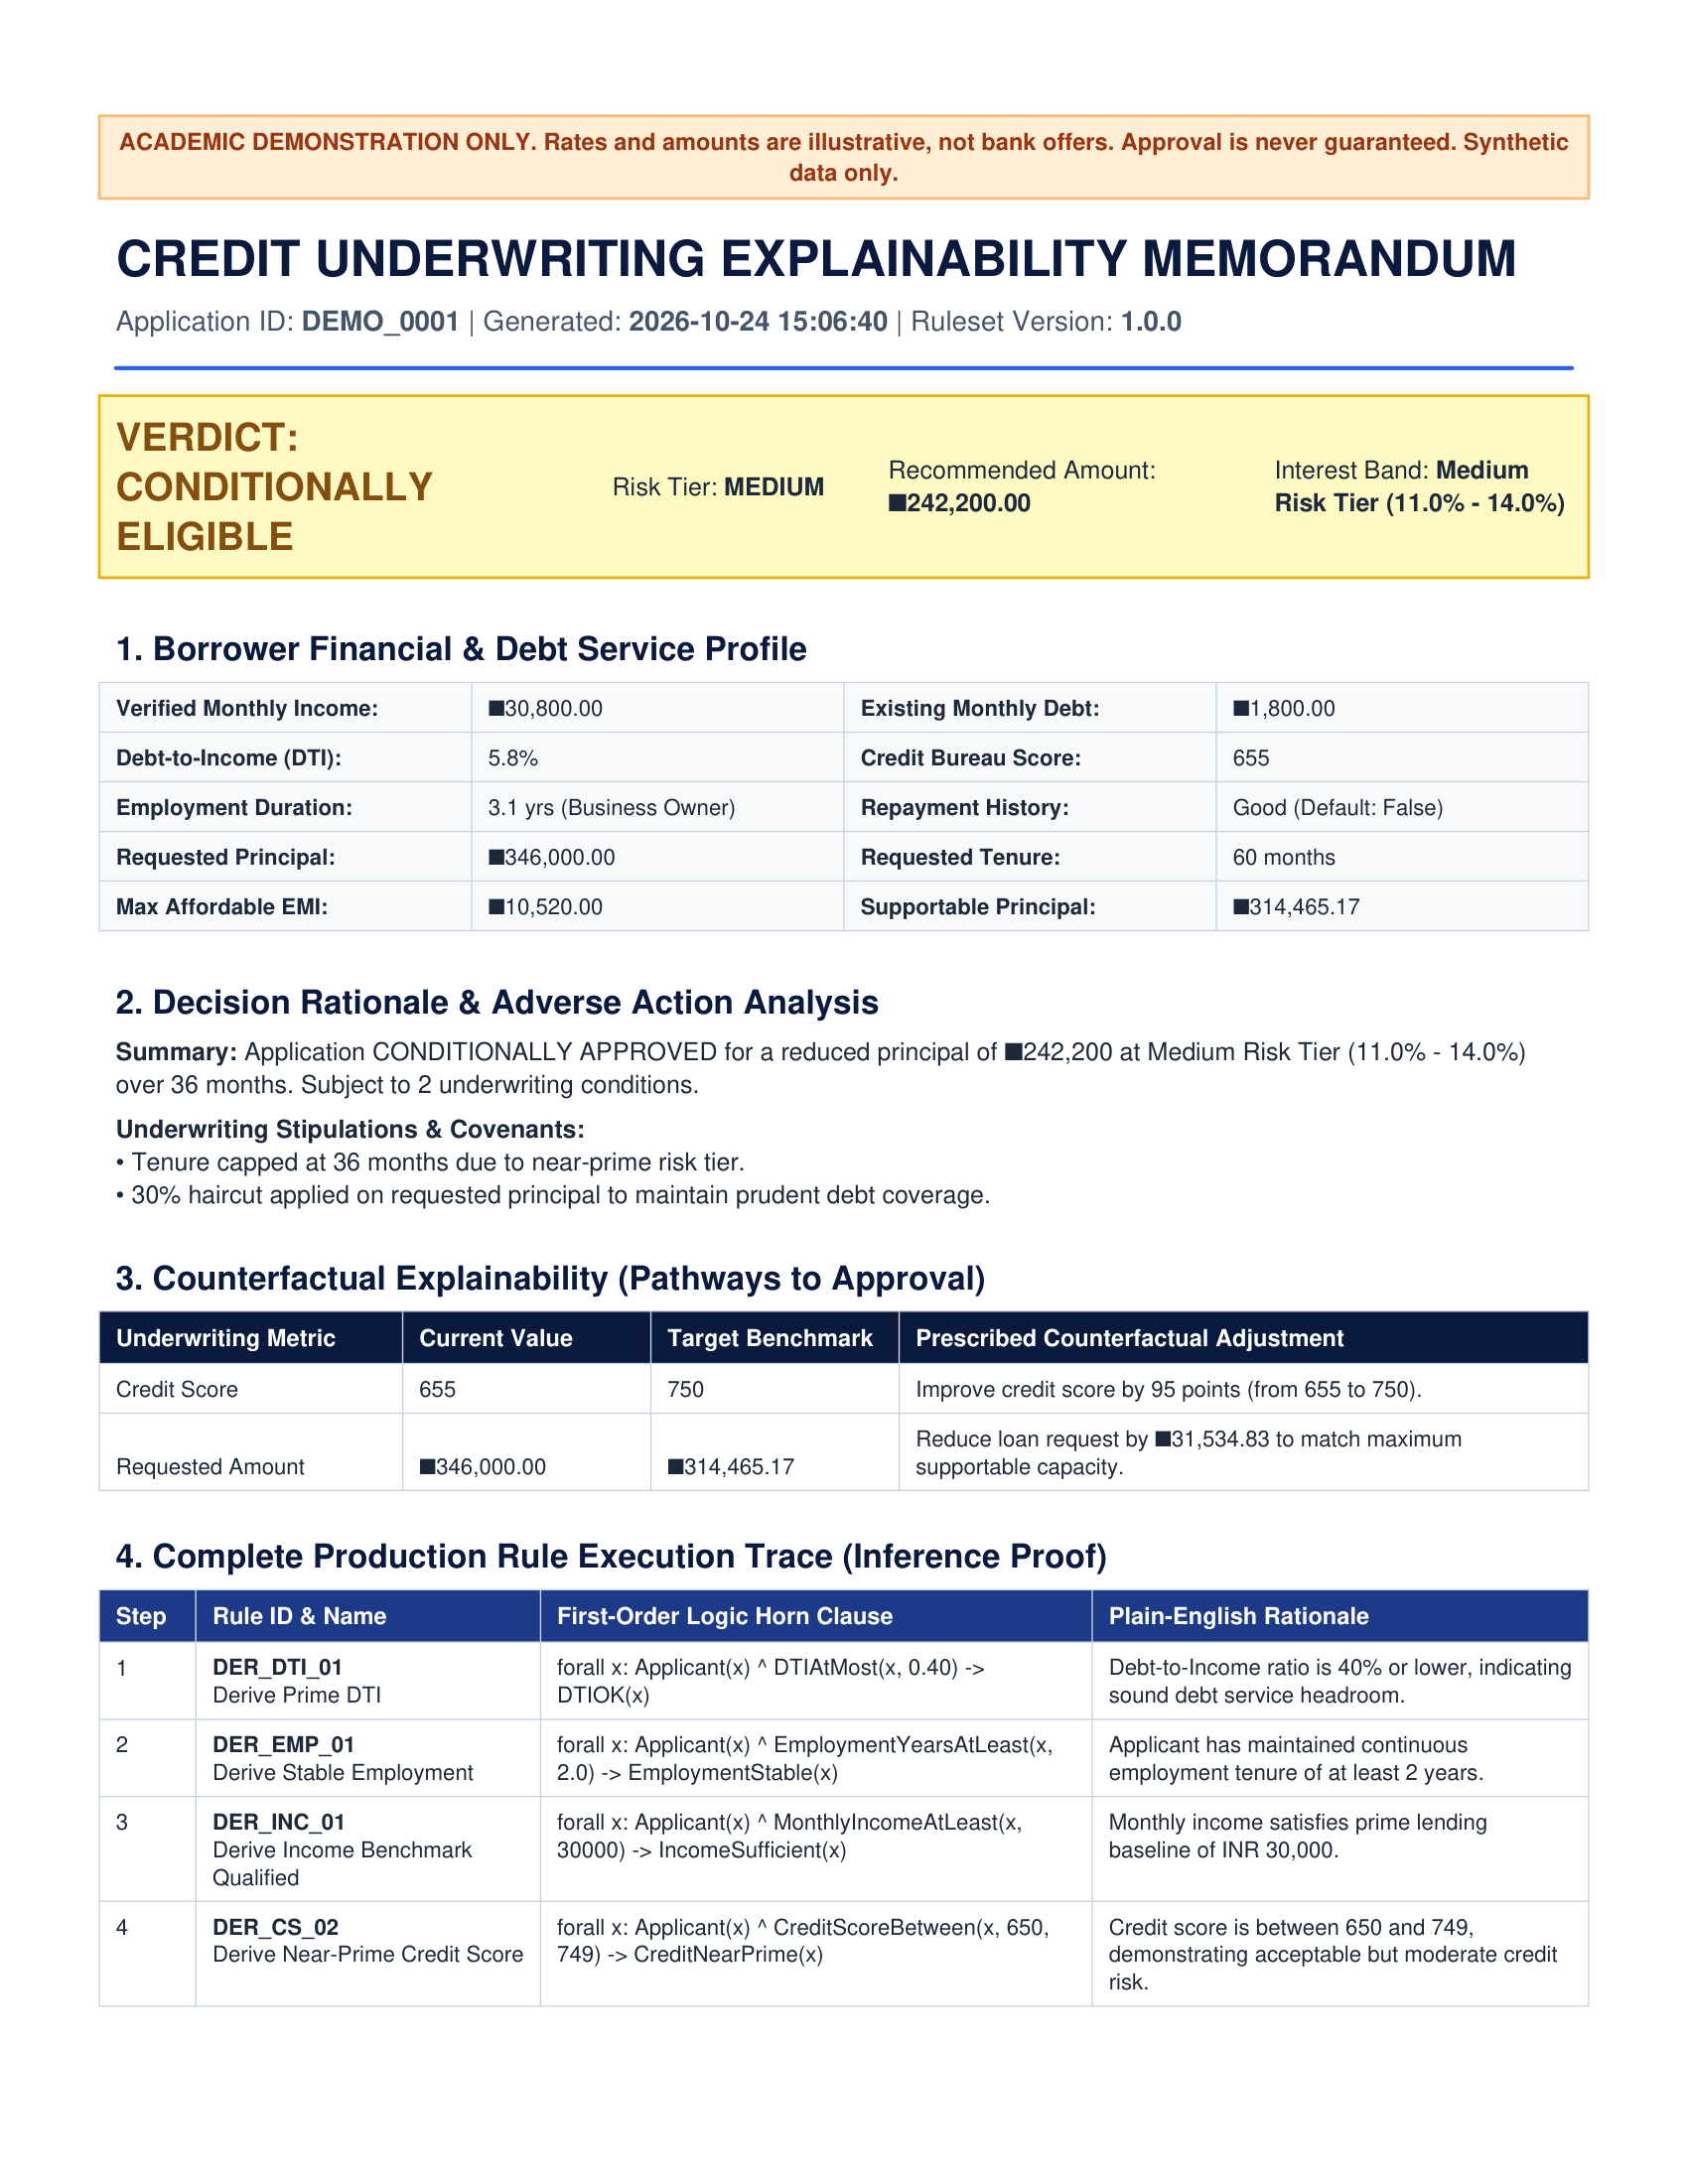 ACADEMIC DEMONSTRATION ONLY. Rates and amounts are illustrative, not bank offers. Approval is never guaranteed. Synthetic
data only.
CREDIT UNDERWRITING EXPLAINABILITY MEMORANDUM
Application ID: DEMO_0001 | Generated: 2026-10-24 15:06:40 | Ruleset Version: 1.0.0
VERDICT:
CONDITIONALLY
ELIGIBLE
Risk Tier: MEDIUM
Recommended Amount:
■242,200.00
Interest Band: Medium
Risk Tier (11.0% - 14.0%)
1. Borrower Financial & Debt Service Profile
Verified Monthly Income: ■30,800.00 Existing Monthly Debt: ■1,800.00
Debt-to-Income (DTI): 5.8% Credit Bureau Score: 655
Employment Duration: 3.1 yrs (Business Owner) Repayment History: Good (Default: False)
Requested Principal: ■346,000.00 Requested Tenure: 60 months
Max Affordable EMI: ■10,520.00 Supportable Principal: ■314,465.17
2. Decision Rationale & Adverse Action Analysis
Summary: Application CONDITIONALLY APPROVED for a reduced principal of ■242,200 at Medium Risk Tier (11.0% - 14.0%)
over 36 months. Subject to 2 underwriting conditions.
Underwriting Stipulations & Covenants:
• Tenure capped at 36 months due to near-prime risk tier.
• 30% haircut applied on requested principal to maintain prudent debt coverage.
3. Counterfactual Explainability (Pathways to Approval)
Underwriting Metric Current Value Target Benchmark Prescribed Counterfactual Adjustment
Credit Score 655 750 Improve credit score by 95 points (from 655 to 750).
Requested Amount ■346,000.00 ■314,465.17 Reduce loan request by ■31,534.83 to match maximum
supportable capacity.
4. Complete Production Rule Execution Trace (Inference Proof)
Step Rule ID & Name First-Order Logic Horn Clause Plain-English Rationale
1
DER_DTI_01
Derive Prime DTI
forall x: Applicant(x) ^ DTIAtMost(x, 0.40) ->
DTIOK(x)
Debt-to-Income ratio is 40% or lower, indicating
sound debt service headroom.
2
DER_EMP_01
Derive Stable Employment
forall x: Applicant(x) ^ EmploymentYearsAtLeast(x,
2.0) -> EmploymentStable(x)
Applicant has maintained continuous
employment tenure of at least 2 years.
3
DER_INC_01
Derive Income Benchmark
Qualified
forall x: Applicant(x) ^ MonthlyIncomeAtLeast(x,
30000) -> IncomeSufficient(x)
Monthly income satisfies prime lending
baseline of INR 30,000.
4
DER_CS_02
Derive Near-Prime Credit Score
forall x: Applicant(x) ^ CreditScoreBetween(x, 650,
749) -> CreditNearPrime(x)
Credit score is between 650 and 749,
demonstrating acceptable but moderate credit
risk.